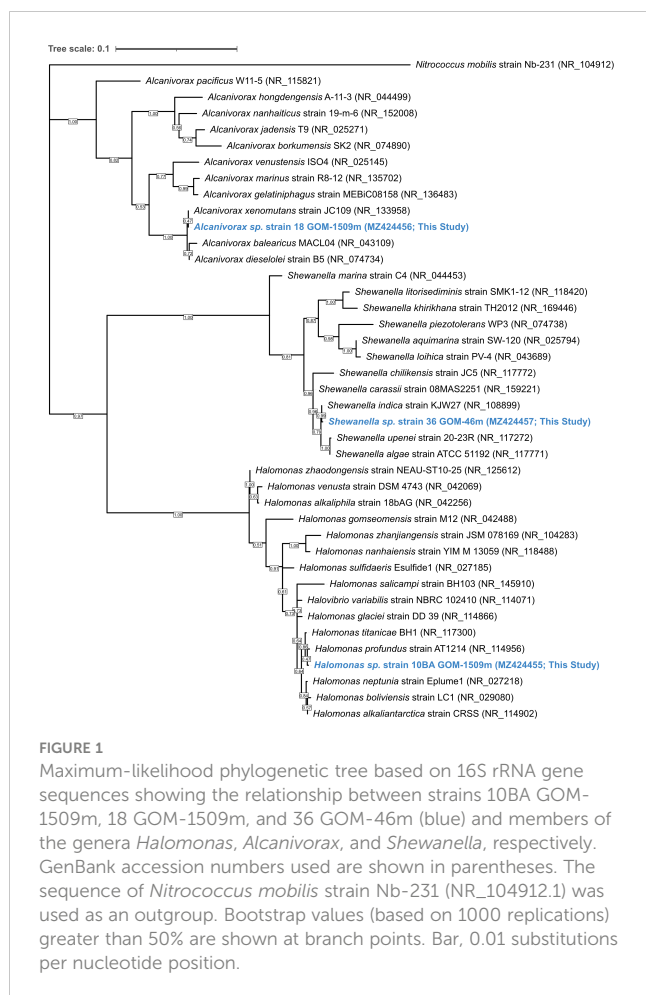 Tree scale: 0.1
Nitrococcus mobilis strain Nb-231 (NR_104912)
Alcanivorax pacificus W11-5 (NR_115821)
Alcanivorax hongdengensis A-11-3 (NR_044499)
Alcanivorax nanhaiticus strain 19-m-6 (NR_152008)
Alcanivorax jadensis T9 (NR_025271)
Alcanivorax borkumensis SK2 (NR_074890)
Alcanivorax venustensis ISO4 (NR_025145)
Alcanivorax marinus strain R8-12 (NR_135702)
Alcanivorax gelatiniphagus strain MEBiC08158 (NR_136483)
Alcanivorax xenomutans strain JC109 (NR_133958)
Alcanivorax sp. strain 18 GOM-1509m (MZ424456; This Study)
Alcanivorax balearicus MACL04 (NR_043109)
Alcanivorax dieselolei strain B5 (NR_074734)
Shewanella marina strain C4 (NR_044453)
Shewanella litorisediminis strain SMK1-12 (NR_118420)
Shewanella khirikhana strain TH2012 (NR_169446)
Shewanella piezotolerans WP3 (NR_074738)
Shewanella aquimarina strain SW-120 (NR_025794)
Shewanella loihica strain PV-4 (NR_043689)
Shewanella chilikensis strain JC5 (NR_117772)
Shewanella carassii strain 08MAS2251 (NR_159221)
Shewanella indica strain KJW27 (NR_108899)
Shewanella sp. strain 36 GOM-46m (MZ424457; This Study)
Shewanella upenei strain 20-23R (NR_117272)
Shewanella algae strain ATCC 51192 (NR_117771)
Halomonas zhaodongensis strain NEAU-ST10-25 (NR_125612)
Halomonas venusta strain DSM 4743 (NR_042069)
Halomonas alkaliphila strain 18bAG (NR_042256)
Halomonas gomseomensis strain M12 (NR_042488)
Halomonas zhanjiangensis strain JSM 078169 (NR_104283)
Halomonas nanhaiensis strain YIM M 13059 (NR_118488)
Halomonas sulfidaeris Esulfide1 (NR_027185)
Halomonas salicampi strain BH103 (NR_145910)
Halovibrio variabilis strain NBRC 102410 (NR_114071)
Halomonas glaciei strain DD 39 (NR_114866)
Halomonas titanicae BH1 (NR_117300)
Halomonas profundus strain AT1214 (NR_114956)
Halomonas sp. strain 10BA GOM-1509m (MZ424455; This Study)
Halomonas neptunia strain Eplume1 (NR_027218)
Halomonas boliviensis strain LC1 (NR_029080)
Halomonas alkaliantarctica strain CRSS (NR_114902)
FIGURE 1
Maximum-likelihood phylogenetic tree based on 16S rRNA gene
sequences showing the relationship between strains 10BA GOM-
1509m, 18 GOM-1509m, and 36 GOM-46m (blue) and members of
the genera Halomonas, Alcanivorax, and Shewanella, respectively.
GenBank accession numbers used are shown in parentheses. The
sequence of Nitrococcus mobilis strain Nb-231 (NR_104912.1) was
used as an outgroup. Bootstrap values (based on 1000 replications)
greater than 50% are shown at branch points. Bar, 0.01 substitutions
per nucleotide position.